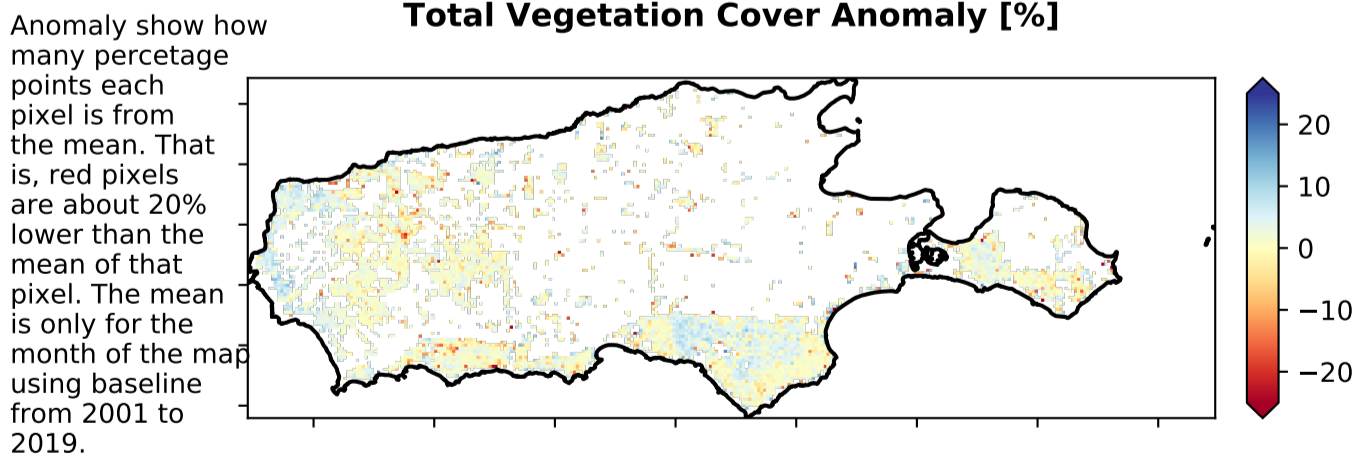 Total Vegetation Cover Anomaly [%]
Anomaly show how
many percetage
points each
pixel is from
the mean. That
is, red pixels
are about 20%
lower than the
mean of that
pixel. The mean
is only for the
month of the map
using baseline
from 2001 to
2019.
20
10
0
−10
−20